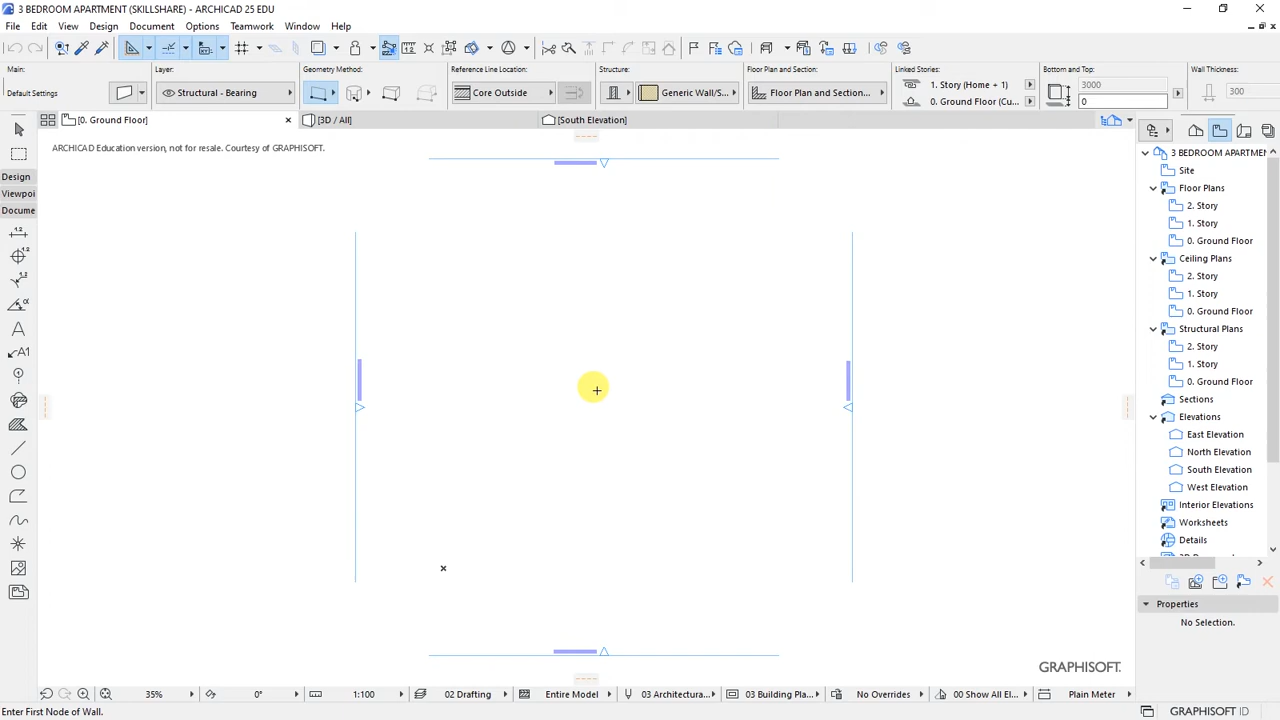 3 BEDROOM APARTMENT (SKILLSHARE) - ARCHICAD 25 EDU
File Edit View Design Document Options Teamwork Window Help
Main: Layer: Geometry Method: Reference Line Location: Structure: Floor Plan and Section: Linked Stories: Bottom and Top: Wall Thickness:
Default Settings Structural - Bearing Core Outside Generic Wall/S... Floor Plan and Section... 1. Story (Home + 1) 3000 300
0. Ground Floor (Cu... 0
[0. Ground Floor] [3D / All] [South Elevation]
ARCHICAD Education version, not for resale. Courtesy of GRAPHISOFT.
Design
Viewpoi
Docume
1.2
1.2
1.2
A
A1
3 BEDROOM APARTMEN
Site
Floor Plans
2. Story
1. Story
0. Ground Floor
Ceiling Plans
2. Story
1. Story
0. Ground Floor
Structural Plans
2. Story
1. Story
0. Ground Floor
Sections
Elevations
East Elevation
North Elevation
South Elevation
West Elevation
Interior Elevations
Worksheets
Details
Properties
No Selection.
GRAPHISOFT.
35% 0° 1:100 02 Drafting Entire Model 03 Architectura... 03 Building Pla... No Overrides 00 Show All El... Plain Meter
Enter First Node of Wall. GRAPHISOFT ID